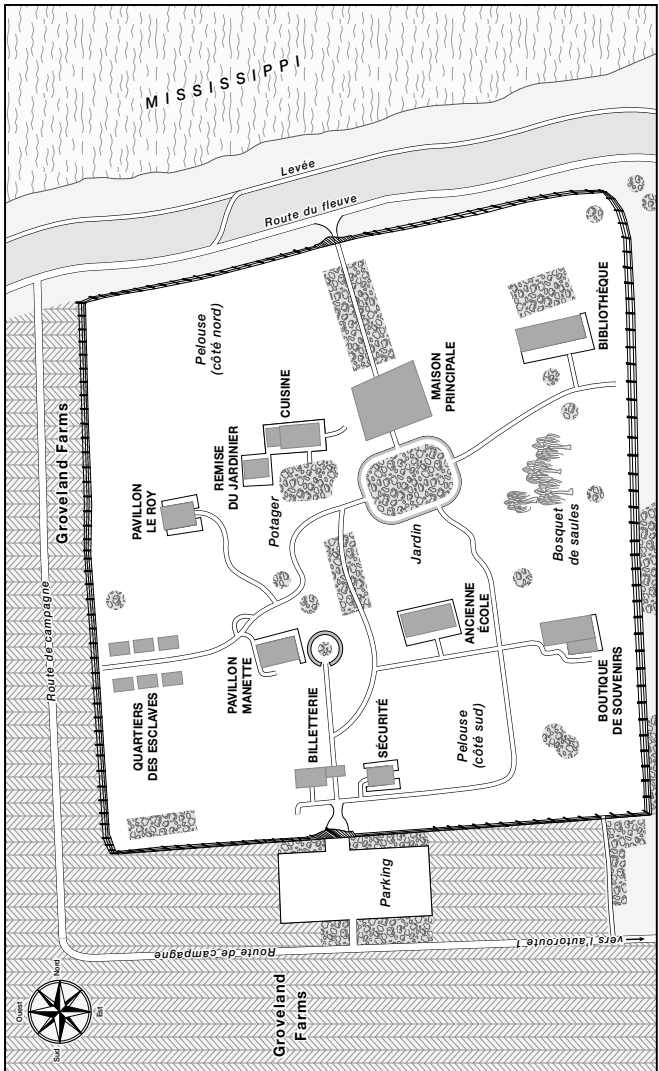 MISSISSIPPI
Levée
Route du fleuve
Groveland Farms
Route de campagne
Pelouse
(côté nord)
BIBLIOTHÈQUE
MAISON
PRINCIPALE
CUISINE
REMISE
DU JARDINIER
PAVILLON
LE ROY
Potager
Jardin
Bosquet
de saules
ANCIENNE
ÉCOLE
QUARTIERS
DES ESCLAVES
PAVILLON
MANETTE
BILLETTERIE
SÉCURITÉ
Pelouse
(côté sud)
BOUTIQUE
DE SOUVENIRS
Parking
Route de campagne
vers l'autoroute 1
Groveland
Farms
Nord
Ouest
Est
Sud